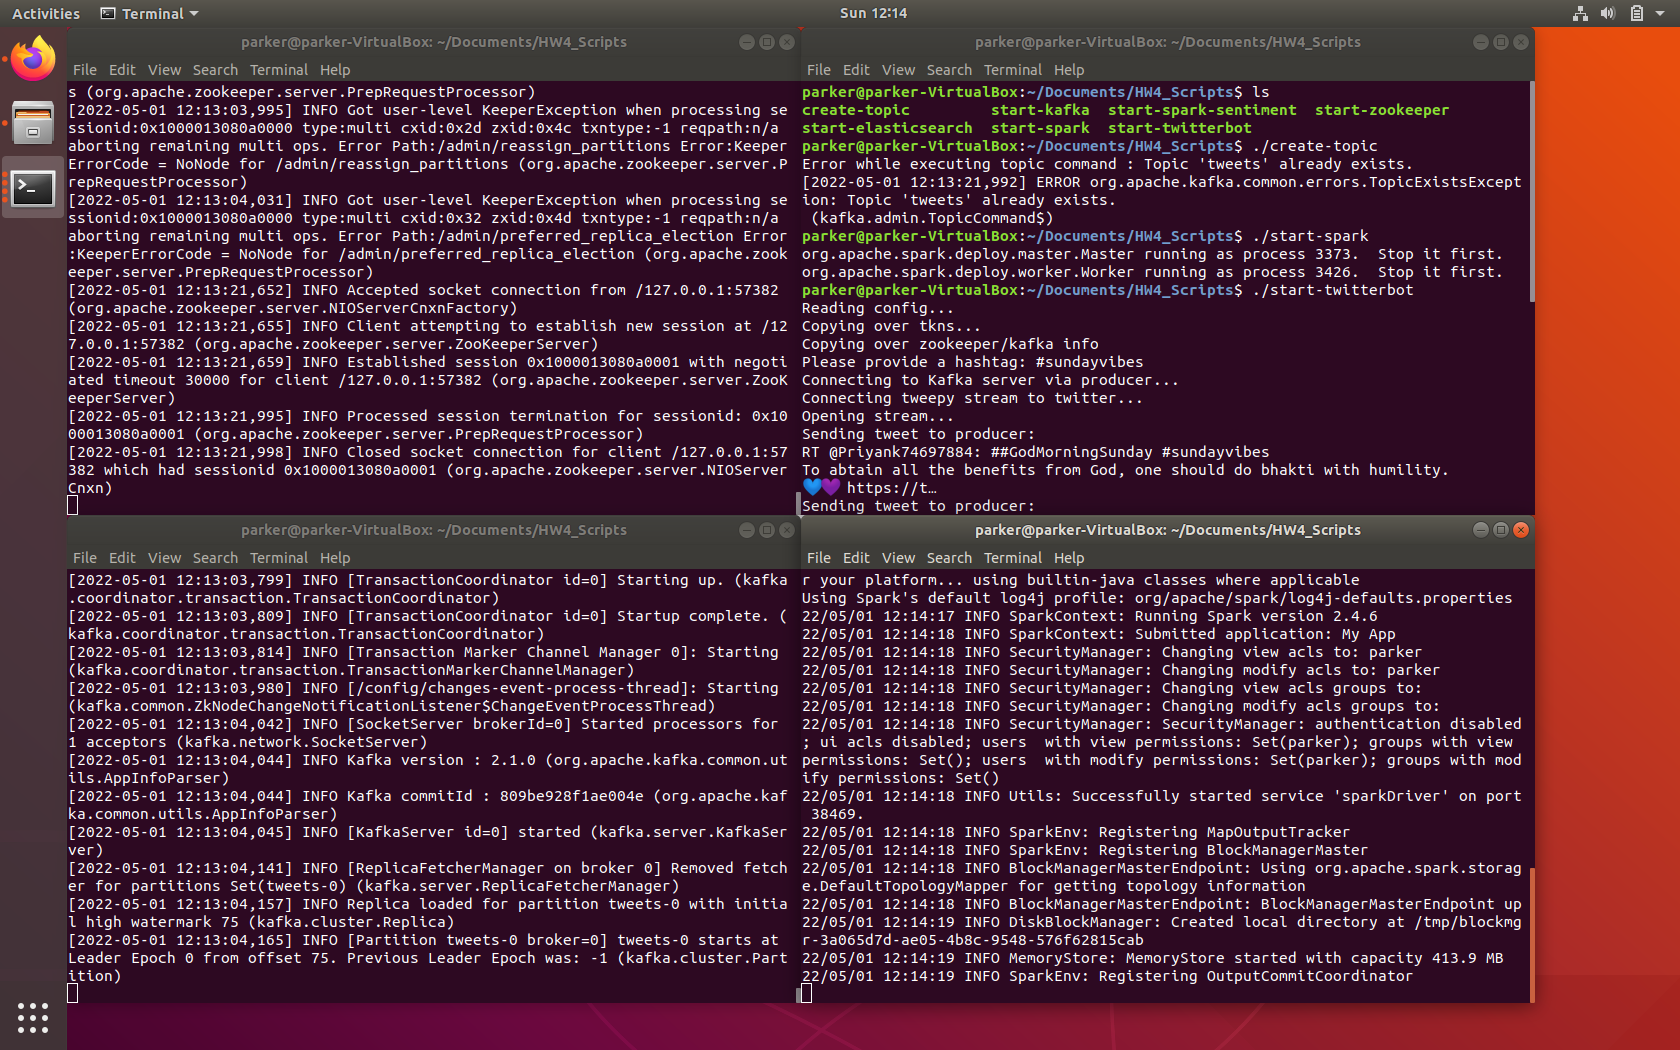 Activities
Terminal
Sun 12:14
parker@parker-VirtualBox: ~/Documents/HW4_Scripts
File Edit View Search Terminal Help
s (org.apache.zookeeper.server.PrepRequestProcessor)
[2022-05-01 12:13:03,995] INFO Got user-level KeeperException when processing se
ssionid:0x1000013080a0000 type:multi cxid:0x2d zxid:0x4c txntype:-1 reqpath:n/a
aborting remaining multi ops. Error Path:/admin/reassign_partitions Error:Keeper
ErrorCode = NoNode for /admin/reassign_partitions (org.apache.zookeeper.server.P
repRequestProcessor)
[2022-05-01 12:13:04,031] INFO Got user-level KeeperException when processing se
ssionid:0x1000013080a0000 type:multi cxid:0x32 zxid:0x4d txntype:-1 reqpath:n/a
aborting remaining multi ops. Error Path:/admin/preferred_replica_election Error
:KeeperErrorCode = NoNode for /admin/preferred_replica_election (org.apache.zook
eeper.server.PrepRequestProcessor)
[2022-05-01 12:13:21,652] INFO Accepted socket connection from /127.0.0.1:57382
(org.apache.zookeeper.server.NIOServerCnxnFactory)
[2022-05-01 12:13:21,655] INFO Client attempting to establish new session at /12
7.0.0.1:57382 (org.apache.zookeeper.server.ZooKeeperServer)
[2022-05-01 12:13:21,659] INFO Established session 0x1000013080a0001 with negoti
ated timeout 30000 for client /127.0.0.1:57382 (org.apache.zookeeper.server.ZooK
eeperServer)
[2022-05-01 12:13:21,995] INFO Processed session termination for sessionid: 0x10
00013080a0001 (org.apache.zookeeper.server.PrepRequestProcessor)
[2022-05-01 12:13:21,998] INFO Closed socket connection for client /127.0.0.1:57
382 which had sessionid 0x1000013080a0001 (org.apache.zookeeper.server.NIOServer
Cnxn)
parker@parker-VirtualBox: ~/Documents/HW4_Scripts
File Edit View Search Terminal Help
parker@parker-VirtualBox:~/Documents/HW4_Scripts$ ls
create-topic start-kafka start-spark-sentiment start-zookeeper
start-elasticsearch start-spark start-twitterbot
parker@parker-VirtualBox:~/Documents/HW4_Scripts$ ./create-topic
Error while executing topic command : Topic 'tweets' already exists.
[2022-05-01 12:13:21,992] ERROR org.apache.kafka.common.errors.TopicExistsExcept
ion: Topic 'tweets' already exists.
(kafka.admin.TopicCommand$)
parker@parker-VirtualBox:~/Documents/HW4_Scripts$ ./start-spark
org.apache.spark.deploy.master.Master running as process 3373.  Stop it first.
org.apache.spark.deploy.worker.Worker running as process 3426.  Stop it first.
parker@parker-VirtualBox:~/Documents/HW4_Scripts$ ./start-twitterbot
Reading config...
Copying over tkns...
Copying over zookeeper/kafka info
Please provide a hashtag: #sundayvibes
Connecting to Kafka server via producer...
Connecting tweepy stream to twitter...
Opening stream...
Sending tweet to producer:
RT @Priyank74697884: ##GodMorningSunday #sundayvibes
To abtain all the benefits from God, one should do bhakti with humility.
💙💜 https://t…
Sending tweet to producer:
parker@parker-VirtualBox: ~/Documents/HW4_Scripts
File Edit View Search Terminal Help
[2022-05-01 12:13:03,799] INFO [TransactionCoordinator id=0] Starting up. (kafka
.coordinator.transaction.TransactionCoordinator)
[2022-05-01 12:13:03,809] INFO [TransactionCoordinator id=0] Startup complete. (
kafka.coordinator.transaction.TransactionCoordinator)
[2022-05-01 12:13:03,814] INFO [Transaction Marker Channel Manager 0]: Starting
(kafka.coordinator.transaction.TransactionMarkerChannelManager)
[2022-05-01 12:13:03,980] INFO [/config/changes-event-process-thread]: Starting
(kafka.common.ZkNodeChangeNotificationListener$ChangeEventProcessThread)
[2022-05-01 12:13:04,042] INFO [SocketServer brokerId=0] Started processors for
1 acceptors (kafka.network.SocketServer)
[2022-05-01 12:13:04,044] INFO Kafka version : 2.1.0 (org.apache.kafka.common.ut
ils.AppInfoParser)
[2022-05-01 12:13:04,044] INFO Kafka commitId : 809be928f1ae004e (org.apache.kaf
ka.common.utils.AppInfoParser)
[2022-05-01 12:13:04,045] INFO [KafkaServer id=0] started (kafka.server.KafkaSer
ver)
[2022-05-01 12:13:04,141] INFO [ReplicaFetcherManager on broker 0] Removed fetch
er for partitions Set(tweets-0) (kafka.server.ReplicaFetcherManager)
[2022-05-01 12:13:04,157] INFO Replica loaded for partition tweets-0 with initia
l high watermark 75 (kafka.cluster.Replica)
[2022-05-01 12:13:04,165] INFO [Partition tweets-0 broker=0] tweets-0 starts at
Leader Epoch 0 from offset 75. Previous Leader Epoch was: -1 (kafka.cluster.Part
ition)
parker@parker-VirtualBox: ~/Documents/HW4_Scripts
File Edit View Search Terminal Help
r your platform... using builtin-java classes where applicable
Using Spark's default log4j profile: org/apache/spark/log4j-defaults.properties
22/05/01 12:14:17 INFO SparkContext: Running Spark version 2.4.6
22/05/01 12:14:18 INFO SparkContext: Submitted application: My App
22/05/01 12:14:18 INFO SecurityManager: Changing view acls to: parker
22/05/01 12:14:18 INFO SecurityManager: Changing modify acls to: parker
22/05/01 12:14:18 INFO SecurityManager: Changing view acls groups to:
22/05/01 12:14:18 INFO SecurityManager: Changing modify acls groups to:
22/05/01 12:14:18 INFO SecurityManager: SecurityManager: authentication disabled
; ui acls disabled; users  with view permissions: Set(parker); groups with view
permissions: Set(); users  with modify permissions: Set(parker); groups with mod
ify permissions: Set()
22/05/01 12:14:18 INFO Utils: Successfully started service 'sparkDriver' on port
38469.
22/05/01 12:14:18 INFO SparkEnv: Registering MapOutputTracker
22/05/01 12:14:18 INFO SparkEnv: Registering BlockManagerMaster
22/05/01 12:14:18 INFO BlockManagerMasterEndpoint: Using org.apache.spark.storag
e.DefaultTopologyMapper for getting topology information
22/05/01 12:14:18 INFO BlockManagerMasterEndpoint: BlockManagerMasterEndpoint up
22/05/01 12:14:19 INFO DiskBlockManager: Created local directory at /tmp/blockmg
r-3a065d7d-ae05-4b8c-9548-576f62815cab
22/05/01 12:14:19 INFO MemoryStore: MemoryStore started with capacity 413.9 MB
22/05/01 12:14:19 INFO SparkEnv: Registering OutputCommitCoordinator